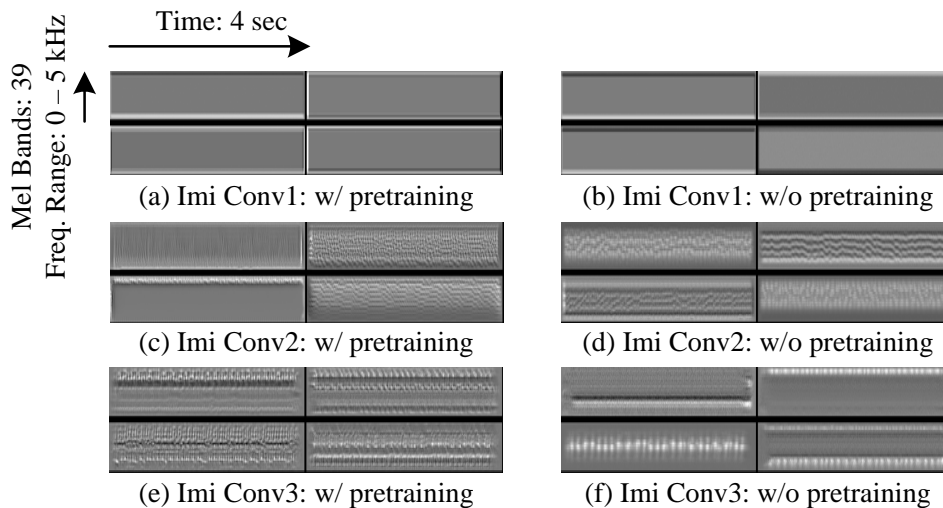 Time: 4 sec
Mel Bands: 39
Freq. Range: 0 – 5 kHz
(a) Imi Conv1: w/ pretraining
(b) Imi Conv1: w/o pretraining
(c) Imi Conv2: w/ pretraining
(d) Imi Conv2: w/o pretraining
(e) Imi Conv3: w/ pretraining
(f) Imi Conv3: w/o pretraining